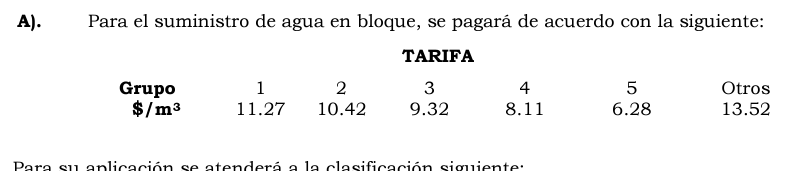 A). Para el suministro de agua en bloque, se pagará de acuerdo con la siguiente:
TARIFA
Grupo 1 2 3 4 5 Otros
$/m³ 11.27 10.42 9.32 8.11 6.28 13.52
Para su aplicación se atenderá a la clasificación siguiente: